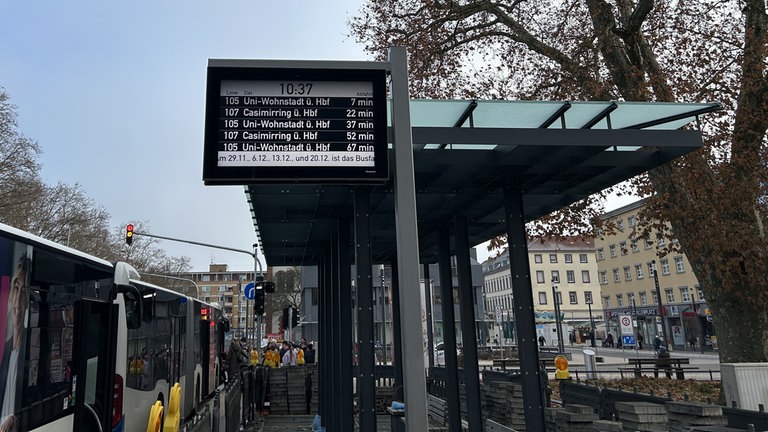 10:37
Linie Ziel Abfahrt
105 Uni-Wohnstadt ü. Hbf 7 min
107 Casimirring ü. Hbf 22 min
105 Uni-Wohnstadt ü. Hbf 37 min
107 Casimirring ü. Hbf 52 min
105 Uni-Wohnstadt ü. Hbf 67 min
Am 29.11., 6.12., 13.12., und 20.12. ist das Busfa